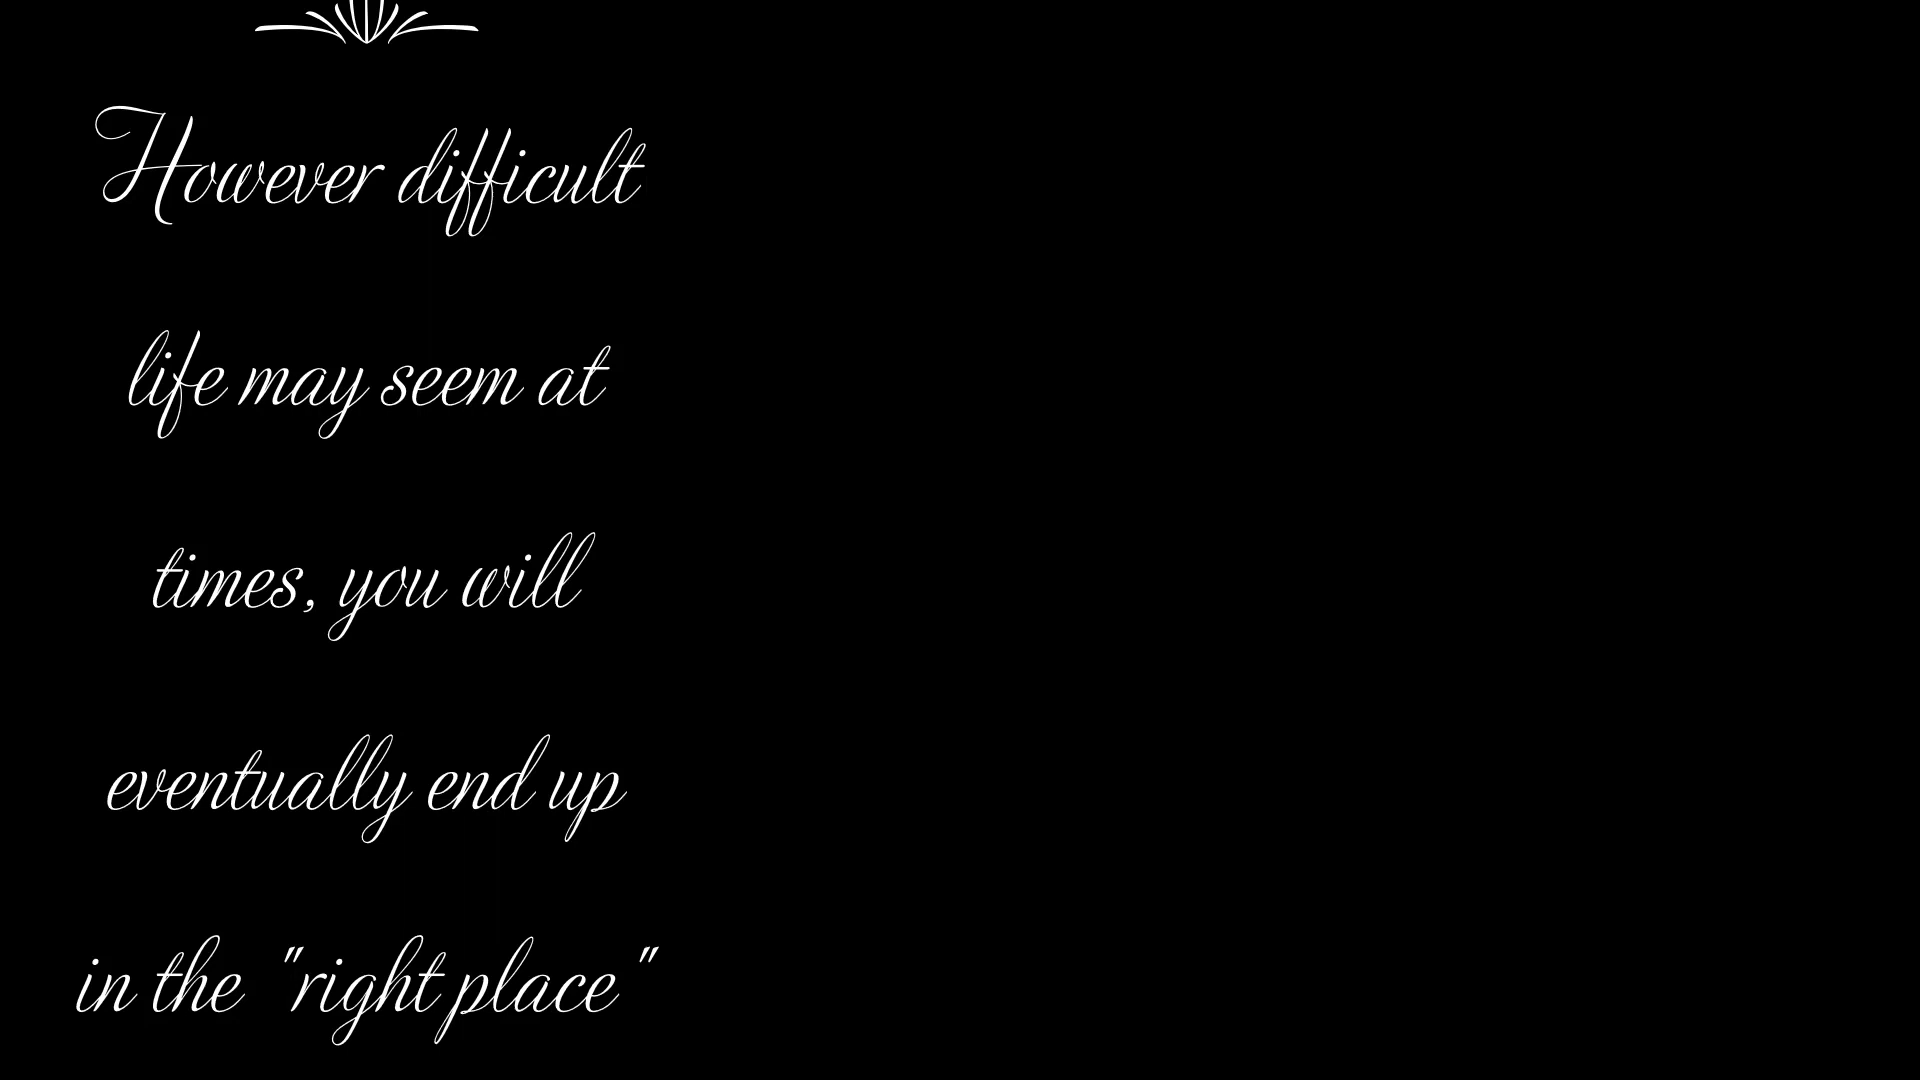 However difficult
life may seem at
times, you will
eventually end up
in the "right place"